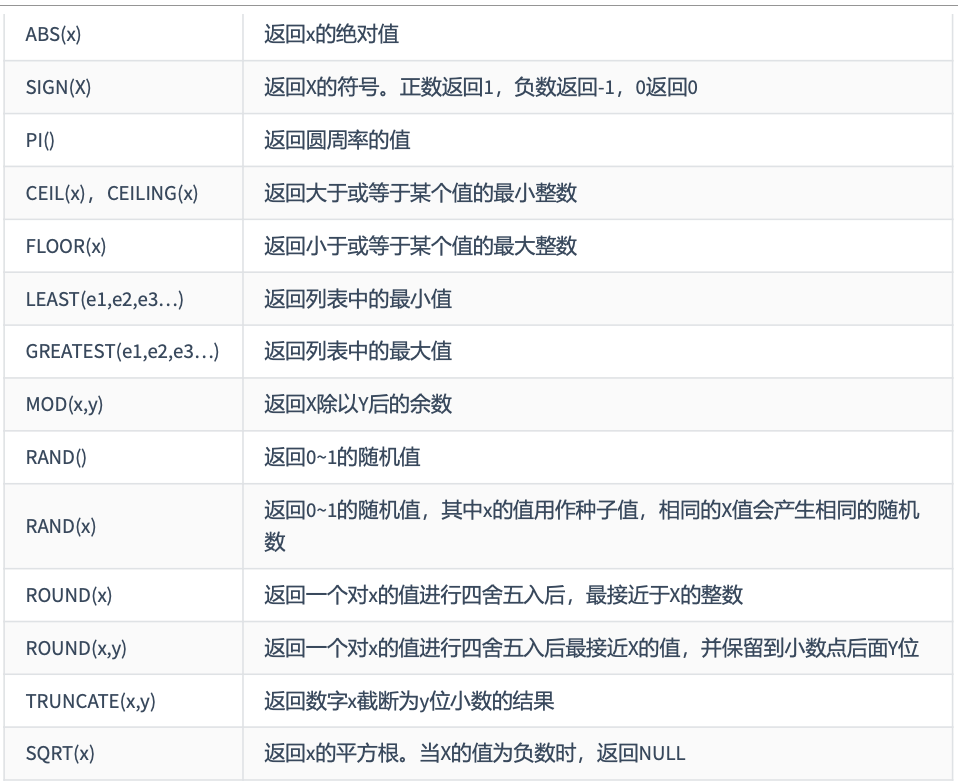 ABS(x) 返回x的绝对值
SIGN(X) 返回X的符号。正数返回1，负数返回-1，0返回0
PI() 返回圆周率的值
CEIL(x)，CEILING(x) 返回大于或等于某个值的最小整数
FLOOR(x) 返回小于或等于某个值的最大整数
LEAST(e1,e2,e3…) 返回列表中的最小值
GREATEST(e1,e2,e3…) 返回列表中的最大值
MOD(x,y) 返回X除以Y后的余数
RAND() 返回0~1的随机值
RAND(x) 返回0~1的随机值，其中x的值用作种子值，相同的X值会产生相同的随机
数
ROUND(x) 返回一个对x的值进行四舍五入后，最接近于X的整数
ROUND(x,y) 返回一个对x的值进行四舍五入后最接近X的值，并保留到小数点后面Y位
TRUNCATE(x,y) 返回数字x截断为y位小数的结果
SQRT(x) 返回x的平方根。当X的值为负数时，返回NULL